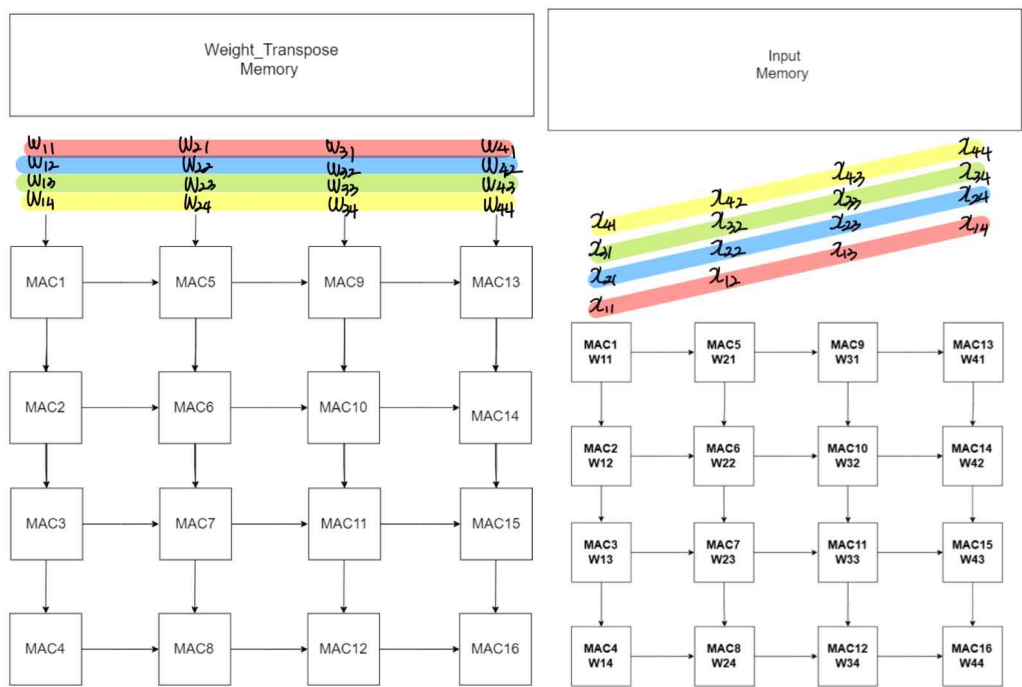 Weight_Transpose
Memory
W11 W21 W31 W41
W12 W22 W32 W42
W13 W23 W33 W43
W14 W24 W34 W44
MAC1 MAC5 MAC9 MAC13
MAC2 MAC6 MAC10 MAC14
MAC3 MAC7 MAC11 MAC15
MAC4 MAC8 MAC12 MAC16
Input
Memory
x41 x42 x43 x44
x31 x32 x33 x34
x21 x22 x23 x24
x11 x12 x13 x14
MAC1 MAC5 MAC9 MAC13
W11 W21 W31 W41
MAC2 MAC6 MAC10 MAC14
W12 W22 W32 W42
MAC3 MAC7 MAC11 MAC15
W13 W23 W33 W43
MAC4 MAC8 MAC12 MAC16
W14 W24 W34 W44